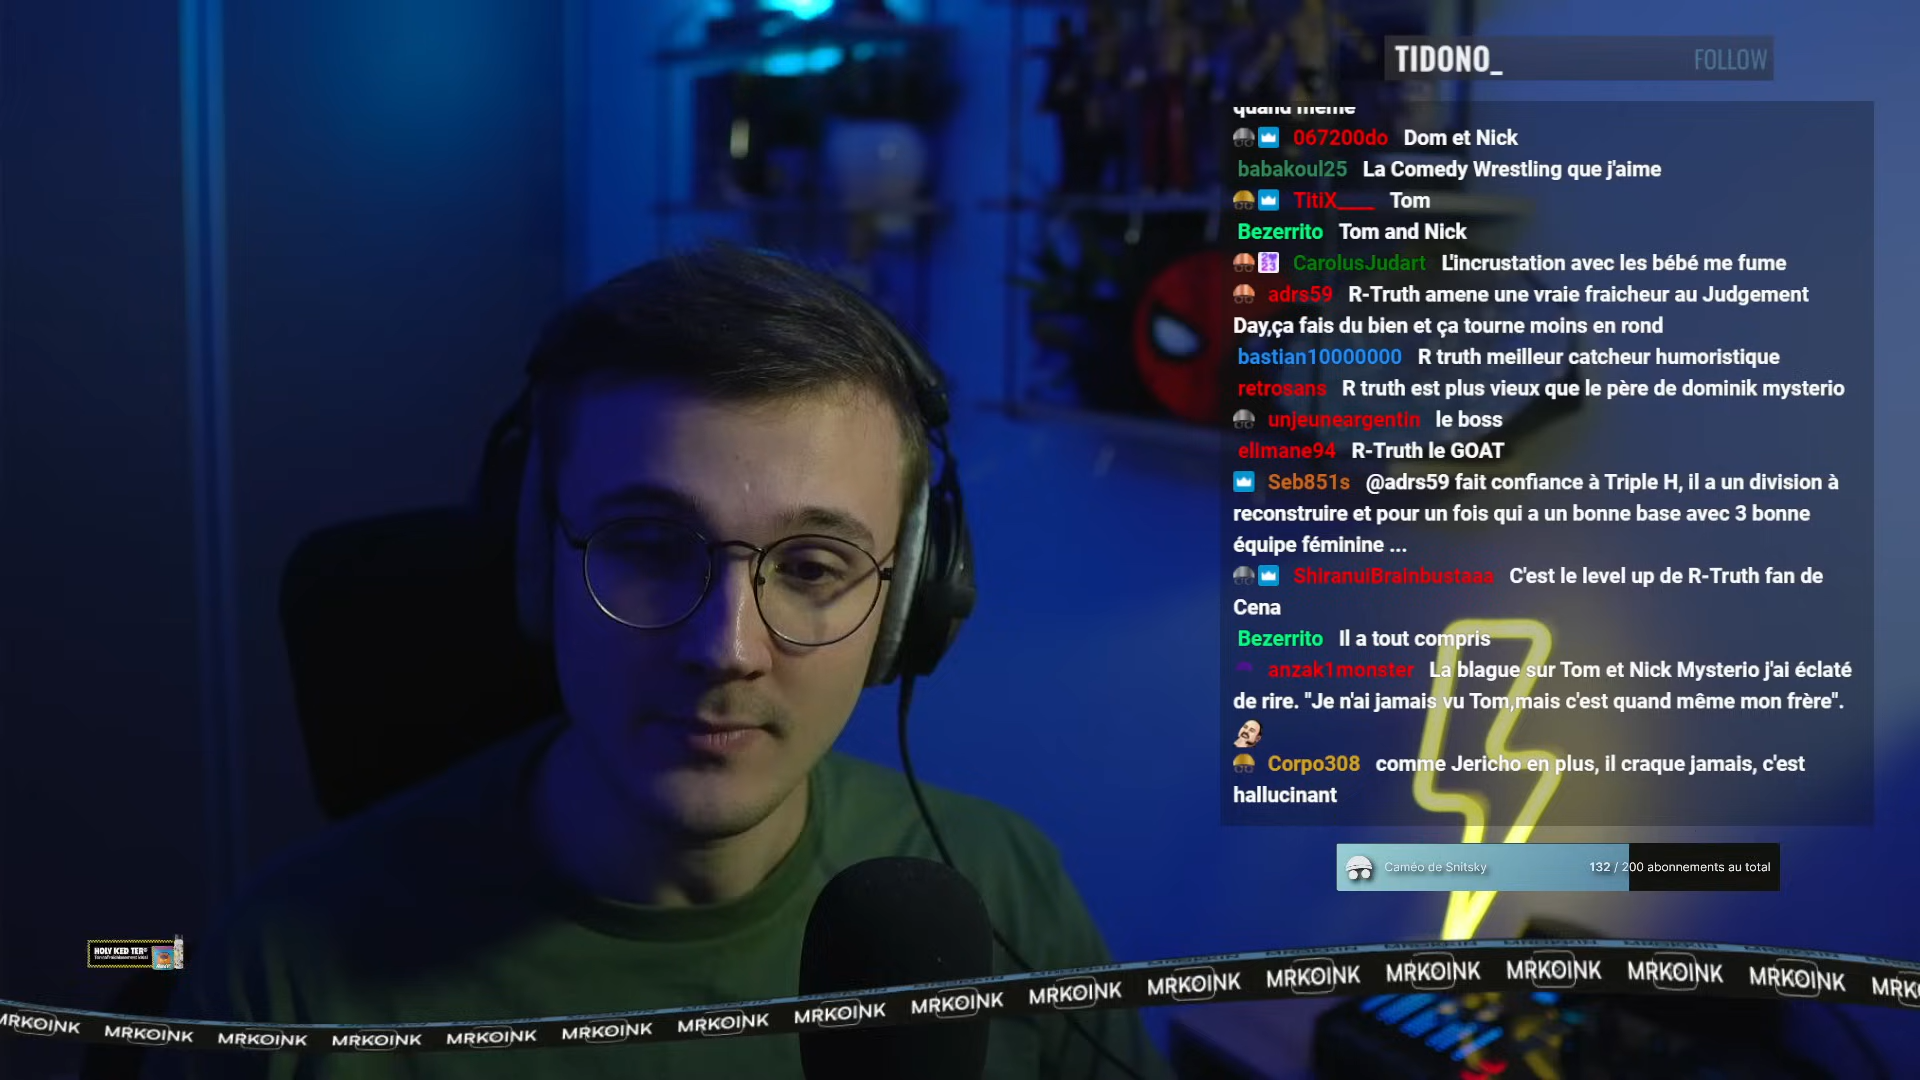 TIDONO_ FOLLOW
quand même
067200do Dom et Nick
babakoul25 La Comedy Wrestling que j'aime
TitiX____ Tom
Bezerrito Tom and Nick
CarolusJudart L'incrustation avec les bébé me fume
adrs59 R-Truth amene une vraie fraicheur au Judgement
Day,ça fais du bien et ça tourne moins en rond
bastian10000000 R truth meilleur catcheur humoristique
retrosans R truth est plus vieux que le père de dominik mysterio
unjeuneargentin le boss
elimane94 R-Truth le GOAT
Seb851s @adrs59 fait confiance à Triple H, il a un division à
reconstruire et pour un fois qui a un bonne base avec 3 bonne
équipe féminine ...
ShiranuiBrainbustaaa C'est le level up de R-Truth fan de
Cena
Bezerrito Il a tout compris
anzak1monster La blague sur Tom et Nick Mysterio j'ai éclaté
de rire. "Je n'ai jamais vu Tom,mais c'est quand même mon frère".
Corpo308 comme Jericho en plus, il craque jamais, c'est
hallucinant
Caméo de Snitsky 132 / 200 abonnements au total
HOLY ICED TER®
MRKOINK MRKOINK MRKOINK MRKOINK MRKOINK MRKOINK MRKOINK MRKOINK MRKOINK MRKOINK MRKOINK MRKOINK MRKOINK MRKOINK MRKOINK MRKO